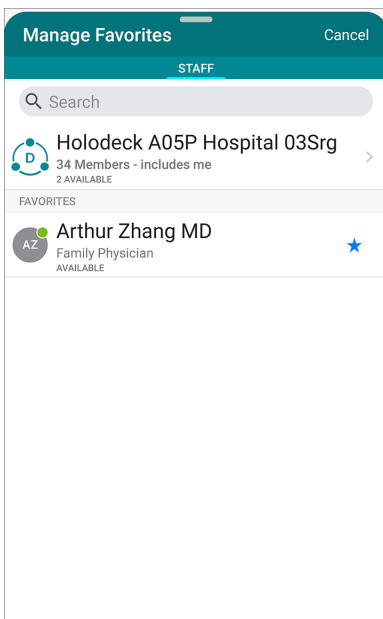 Manage Favorites
Cancel
STAFF
Search
D
Holodeck A05P Hospital 03Srg
34 Members - includes me
2 AVAILABLE
FAVORITES
AZ
Arthur Zhang MD
Family Physician
AVAILABLE